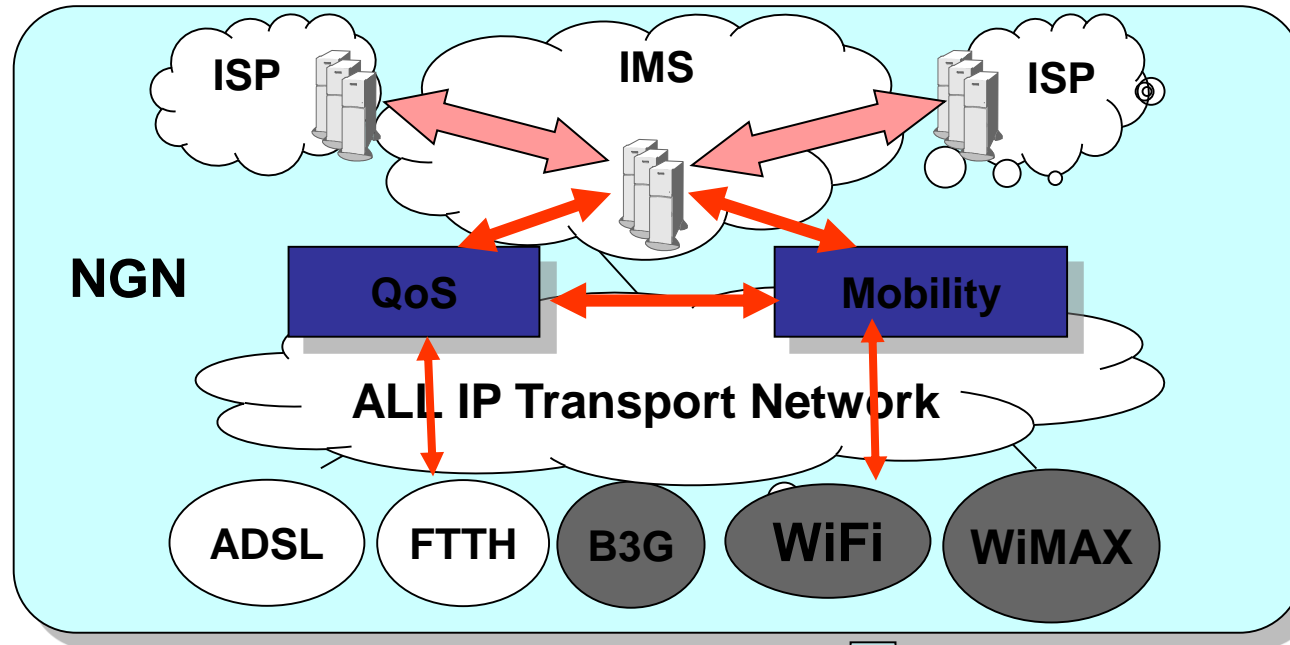 ISP
IMS
ISP
NGN
QoS
Mobility
ALL IP Transport Network
ADSL
FTTH
B3G
WiFi
WiMAX